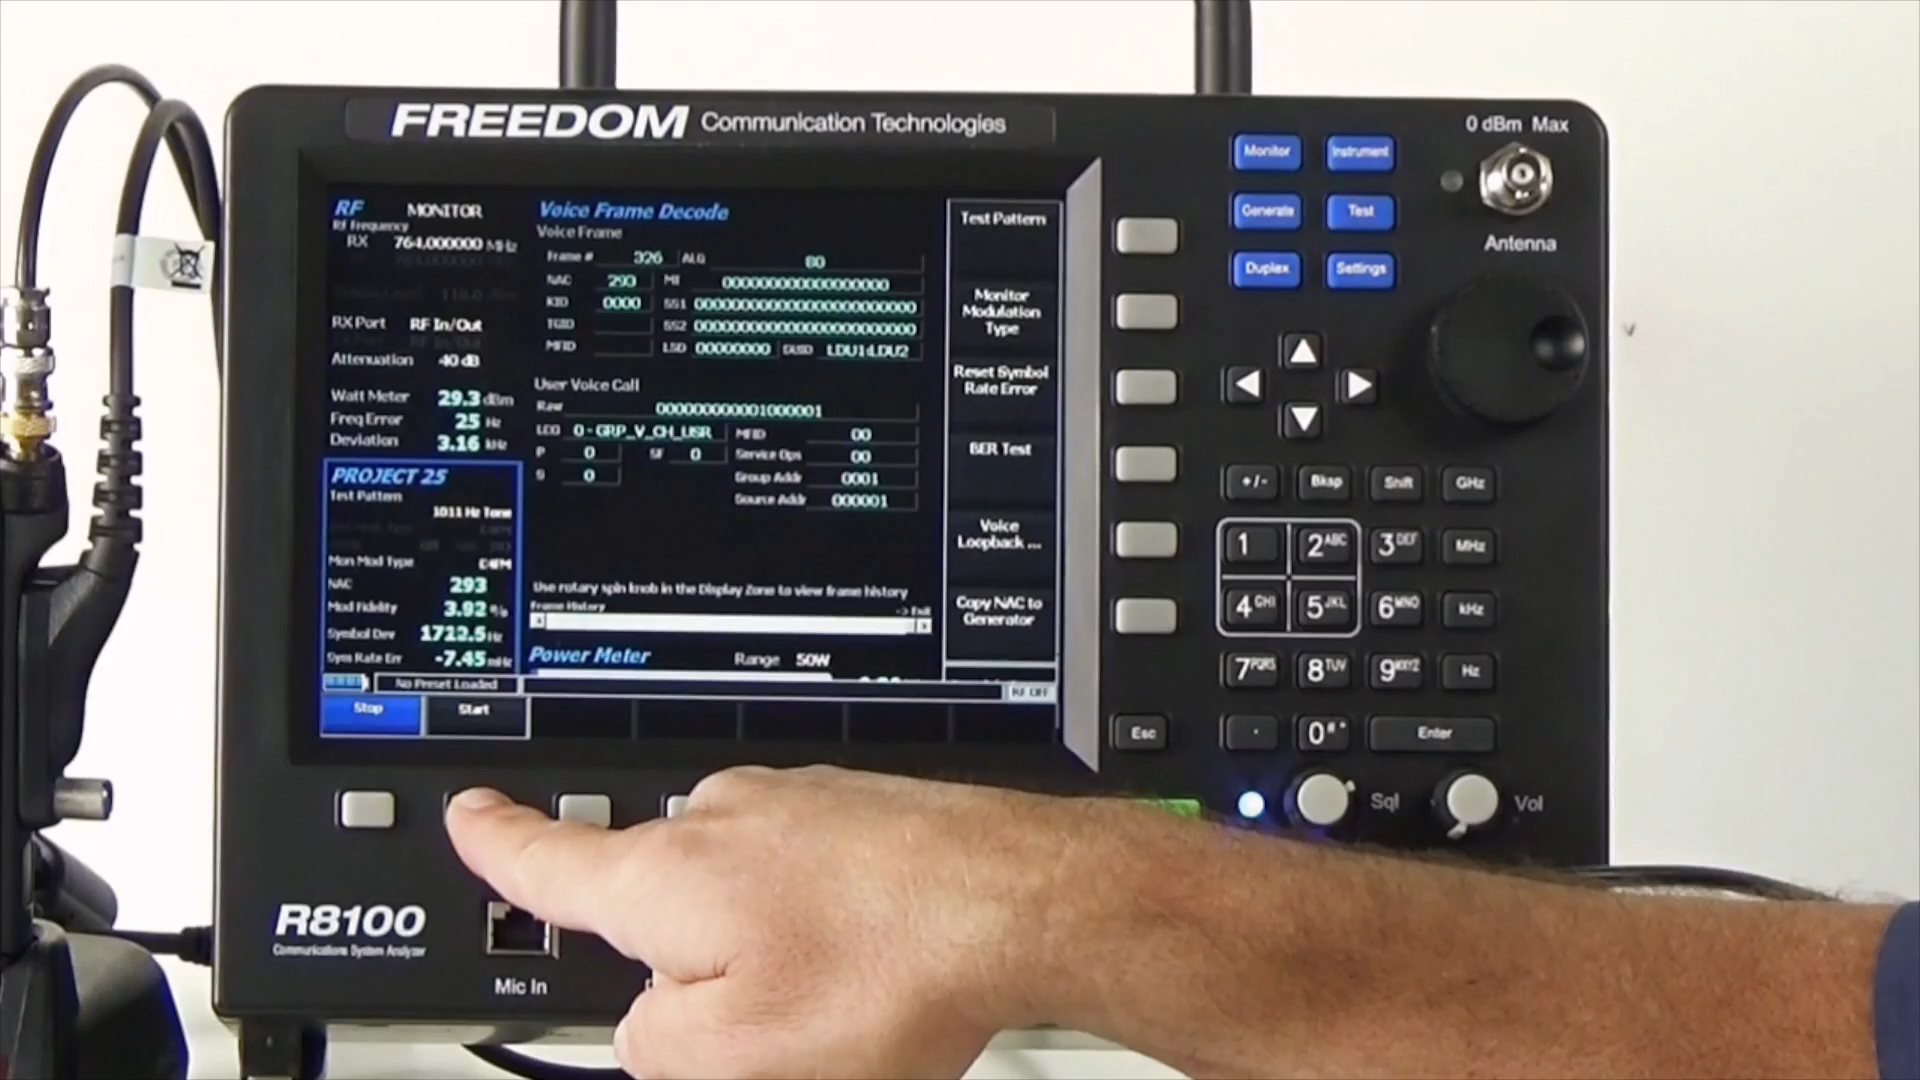 FREEDOM Communication Technologies
0 dBm Max
Antenna
Monitor
Instrument
Generate
Test
Duplex
Settings
RF MONITOR
RF Frequency
RX 764.000000 MHz
RX Port RF In/Out
Attenuation 40 dB
Watt Meter 29.3 dBm
Freq Error 25 Hz
Deviation 3.16 kHz
PROJECT 25
Test Pattern
1011 Hz Tone
Mon Mod Type C4FM
NAC 293
Mod Fidelity 3.92 %
Symbol Dev 1712.5 Hz
Sym Rate Err -7.45 mHz
No Preset Loaded
Stop
Start
Voice Frame Decode
Voice Frame
Frame # 326 ALG 80
NAC 293 MI
KID 0000 SS1
TGID SS2
MFID LSD 00000000 DUID LDU1:LDU2
User Voice Call
Raw 0000000000001000001
LCO 0 - GRP_V_CH_USR MFID 00
P 0 SF 0 Service Ops 00
S 0 Group Addr 0001
Source Addr 000001
Use rotary spin knob in the Display Zone to view frame history
Frame History -> Exit
Power Meter Range 50W
RF OFF
Test Pattern
Monitor
Modulation
Type
Reset Symbol
Rate Error
BER Test
Voice
Loopback ...
Copy NAC to
Generator
+/-
Bksp
Shift
GHz
1
2ABC
3DEF
MHz
4GHI
5JKL
6MNO
kHz
7PQRS
8TUV
9WXYZ
Hz
Esc
.
0
Enter
Sql
Vol
R8100
Communications System Analyzer
Mic In